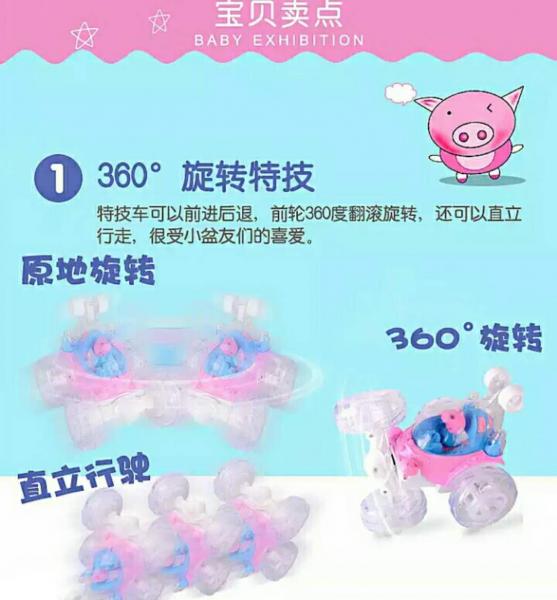 宝贝卖点
BABY EXHIBITION
1 360° 旋转特技
特技车可以前进后退，前轮360度翻滚旋转，还可以直立
行走，很受小盆友们的喜爱。
原地旋转
360°旋转
直立行驶